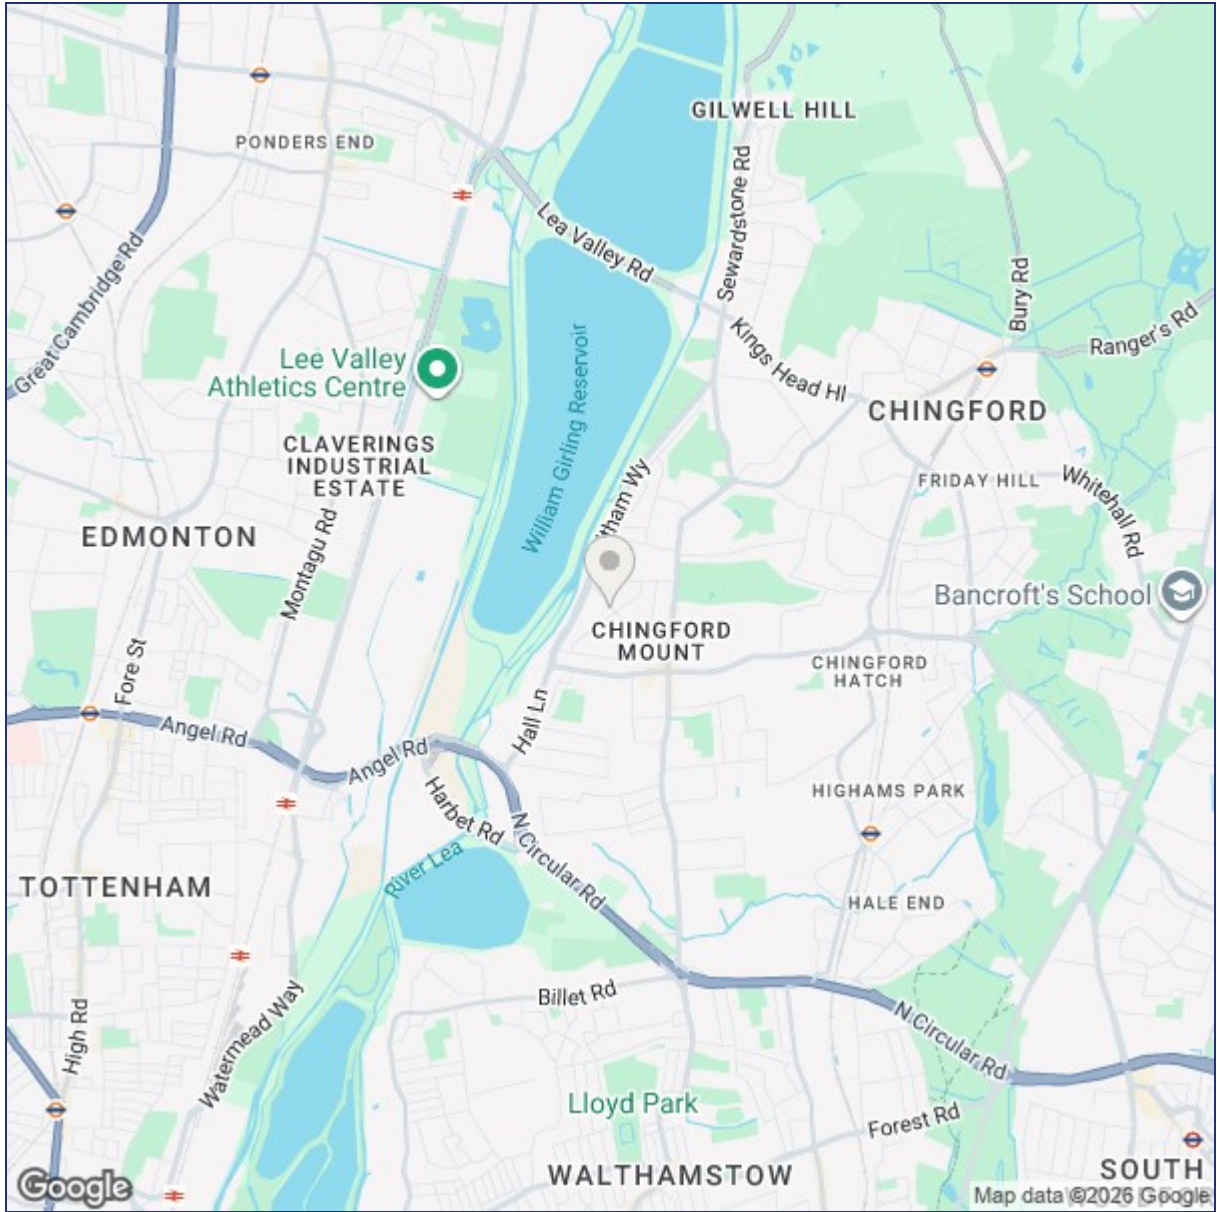 GILWELL HILL
PONDERS END
Lea Valley Rd
Sewardstone Rd
Great Cambridge Rd
Bury Rd
Ranger's Rd
Kings Head Hl
Lee Valley
Athletics Centre
William Girling Reservoir
CHINGFORD
CLAVERINGS
INDUSTRIAL
ESTATE
FRIDAY HILL
Whitehall Rd
EDMONTON
Montagu Rd
Bancroft's School
CHINGFORD
MOUNT
CHINGFORD
HATCH
Fore St
Angel Rd
Angel Rd
Hall Ln
Harbet Rd
N Circular Rd
HIGHAMS PARK
River Lea
TOTTENHAM
HALE END
Billet Rd
N Circular Rd
High Rd
Watermead Way
Lloyd Park
Forest Rd
WALTHAMSTOW
SOUTH
Google
Map data ©2026 Google